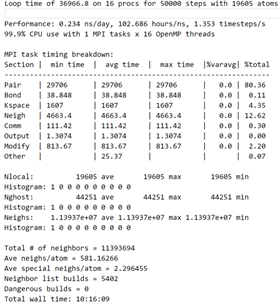 Loop time of 36966.8 on 16 procs for 50000 steps with 19605 atoms
Performance: 0.234 ns/day, 102.686 hours/ns, 1.353 timesteps/s
99.9% CPU use with 1 MPI tasks x 16 OpenMP threads
MPI task timing breakdown:
Section | min time | avg time | max time |%varavg| %total
Pair | 29706 | 29706 | 29706 | 0.0 | 80.36
Bond | 38.848 | 38.848 | 38.848 | 0.0 | 0.11
Kspace | 1607 | 1607 | 1607 | 0.0 | 4.35
Neigh | 4663.4 | 4663.4 | 4663.4 | 0.0 | 12.62
Comm | 111.42 | 111.42 | 111.42 | 0.0 | 0.30
Output | 1.3074 | 1.3074 | 1.3074 | 0.0 | 0.00
Modify | 813.67 | 813.67 | 813.67 | 0.0 | 2.20
Other | | 25.37 | | | 0.07
Nlocal: 19605 ave 19605 max 19605 min
Histogram: 1 0 0 0 0 0 0 0 0 0
Nghost: 44251 ave 44251 max 44251 min
Histogram: 1 0 0 0 0 0 0 0 0 0
Neighs: 1.13937e+07 ave 1.13937e+07 max 1.13937e+07 min
Histogram: 1 0 0 0 0 0 0 0 0 0
Total # of neighbors = 11393694
Ave neighs/atom = 581.16266
Ave special neighs/atom = 2.296455
Neighbor list builds = 5402
Dangerous builds = 0
Total wall time: 10:16:09